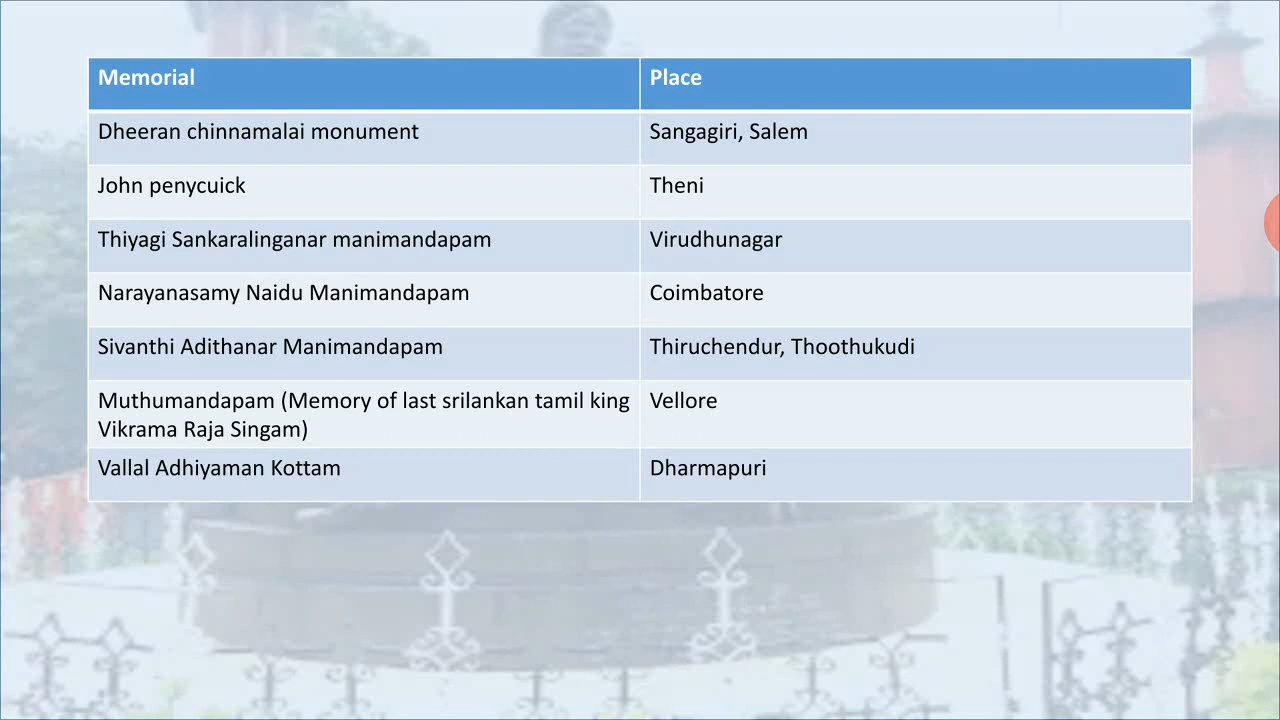 Memorial Place
Dheeran chinnamalai monument Sangagiri, Salem
John penycuick Theni
Thiyagi Sankaralinganar manimandapam Virudhunagar
Narayanasamy Naidu Manimandapam Coimbatore
Sivanthi Adithanar Manimandapam Thiruchendur, Thoothukudi
Muthumandapam (Memory of last srilankan tamil king Vellore
Vikrama Raja Singam)
Vallal Adhiyaman Kottam Dharmapuri